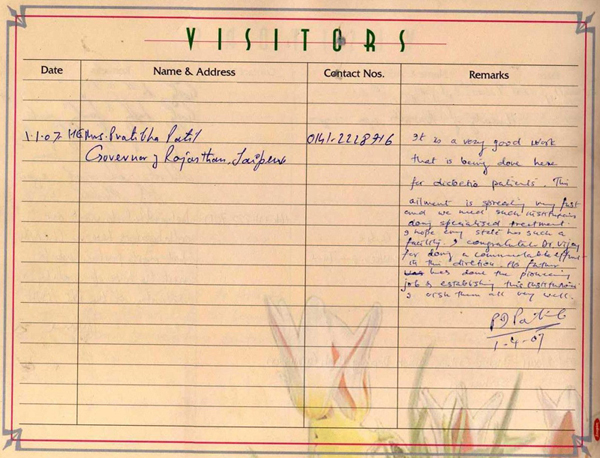 VISITORS
Date Name & Address Contact Nos. Remarks
1.1.07 HE Mrs. Pratibha Patil 0141-2228716 It is a very good work
Governor of Rajasthan, Jaipur that is being done here
for diabetic patients. This
ailment is spreading very fast
and we need such institutions
doing specialised treatment.
I hope every state has such a
facility. I congratulate Dr. Vijay
for doing a commendable effort
in this direction. His father
has done the pioneering
job of establishing this institution
I wish them all very well.
1-4-07